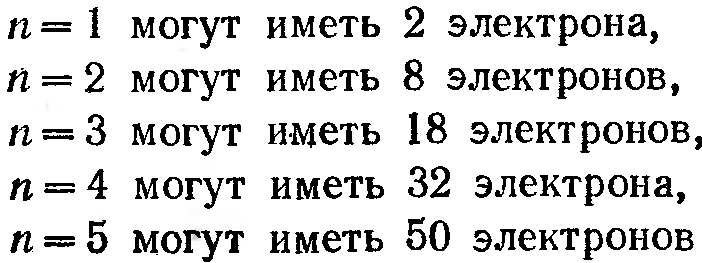 n = 1 могут иметь 2 электрона,
n = 2 могут иметь 8 электронов,
n = 3 могут иметь 18 электронов,
n = 4 могут иметь 32 электрона,
n = 5 могут иметь 50 электронов